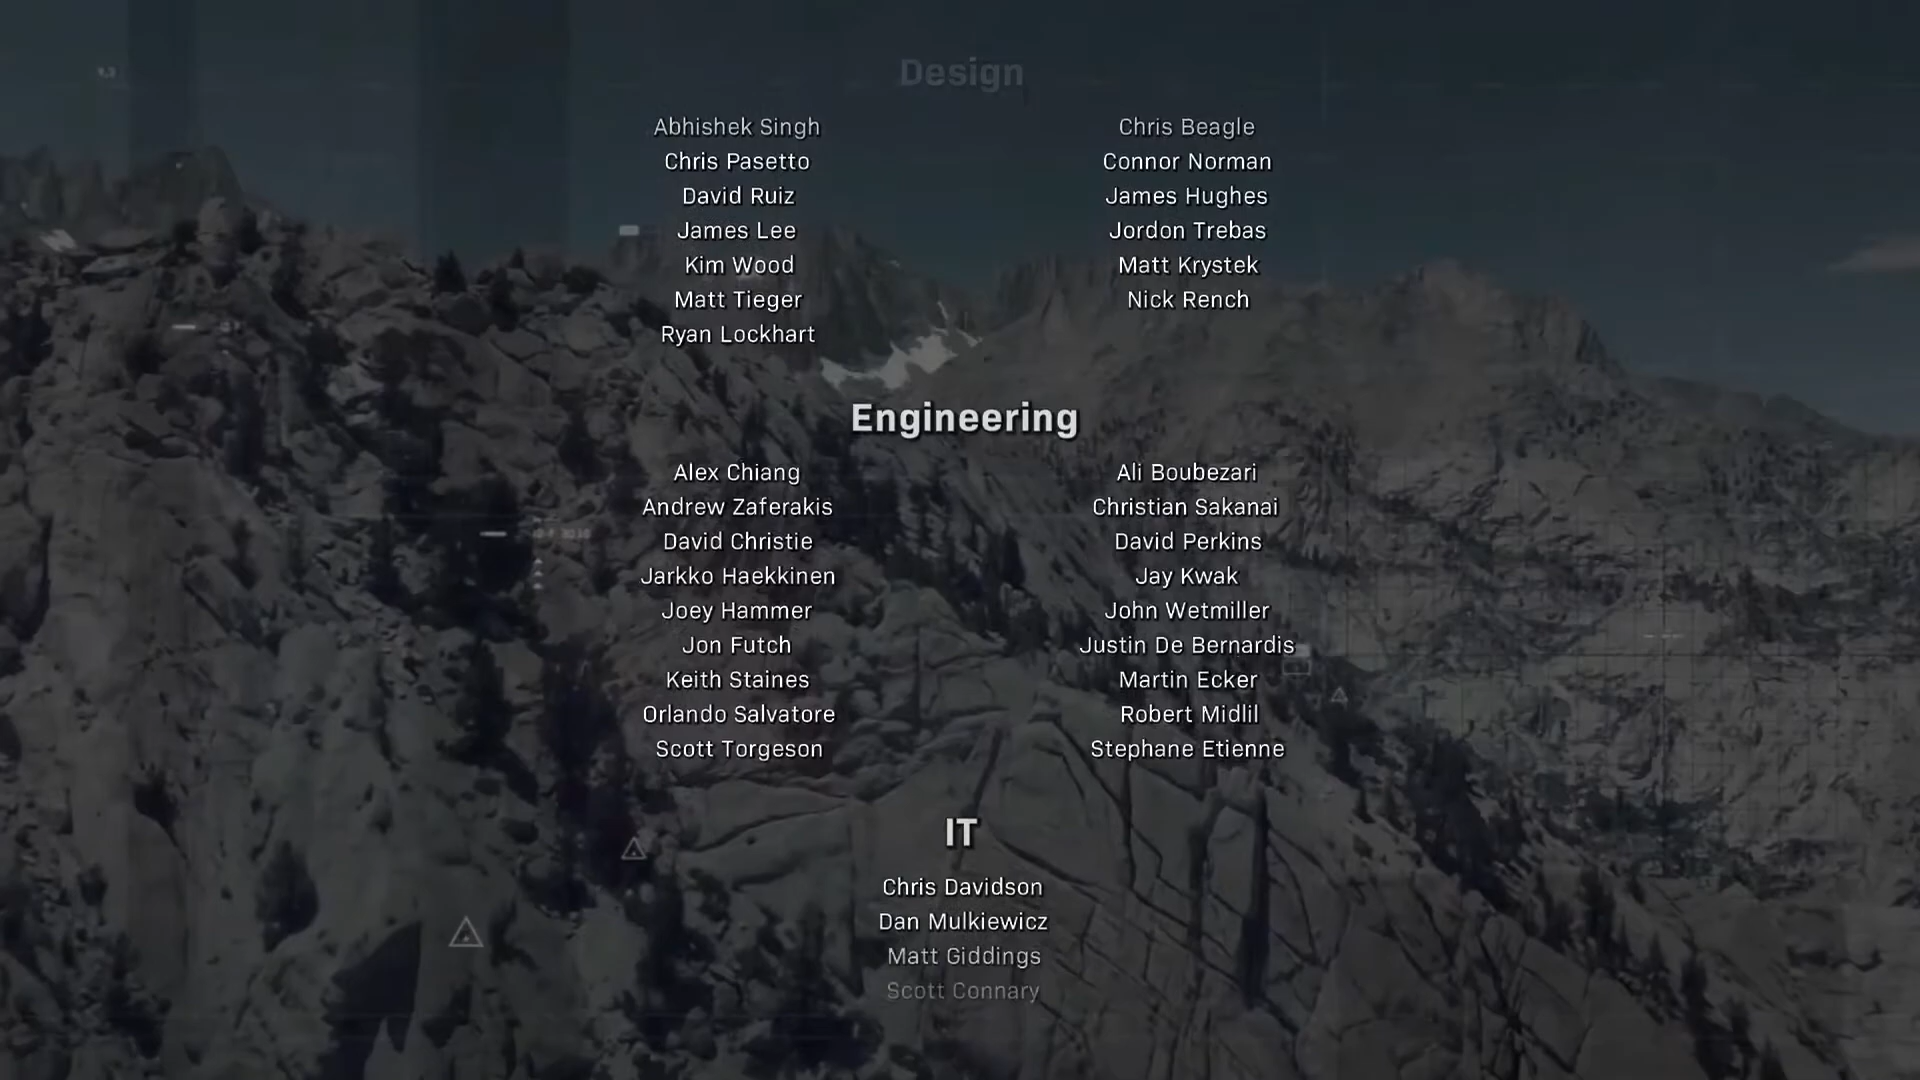 Design
Abhishek Singh Chris Beagle
Chris Pasetto Connor Norman
David Ruiz James Hughes
James Lee Jordon Trebas
Kim Wood Matt Krystek
Matt Tieger Nick Rench
Ryan Lockhart
Engineering
Alex Chiang Ali Boubezari
Andrew Zaferakis Christian Sakanai
David Christie David Perkins
Jarkko Haekkinen Jay Kwak
Joey Hammer John Wetmiller
Jon Futch Justin De Bernardis
Keith Staines Martin Ecker
Orlando Salvatore Robert Midlil
Scott Torgeson Stephane Etienne
IT
Chris Davidson
Dan Mulkiewicz
Matt Giddings
Scott Connary